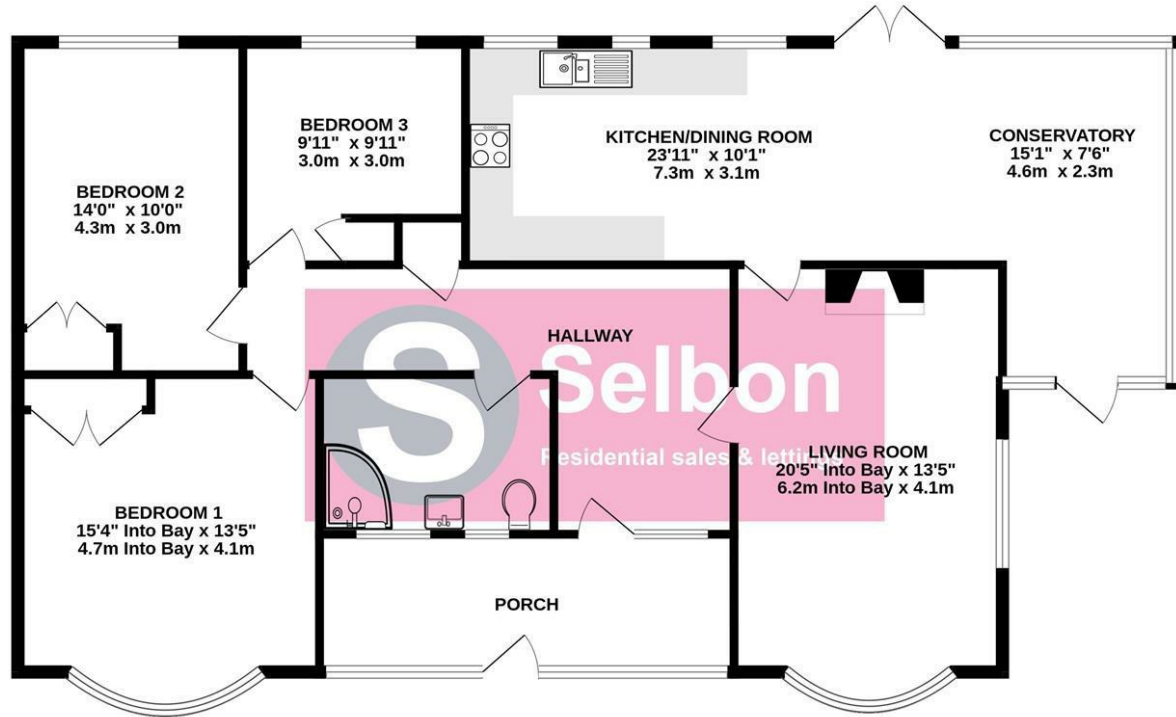 BEDROOM 2
14'0" x 10'0"
4.3m x 3.0m
BEDROOM 3
9'11" x 9'11"
3.0m x 3.0m
KITCHEN/DINING ROOM
23'11" x 10'1"
7.3m x 3.1m
CONSERVATORY
15'1" x 7'6"
4.6m x 2.3m
HALLWAY
S Selbon
Residential sales & lettings
LIVING ROOM
20'5" Into Bay x 13'5"
6.2m Into Bay x 4.1m
BEDROOM 1
15'4" Into Bay x 13'5"
4.7m Into Bay x 4.1m
PORCH